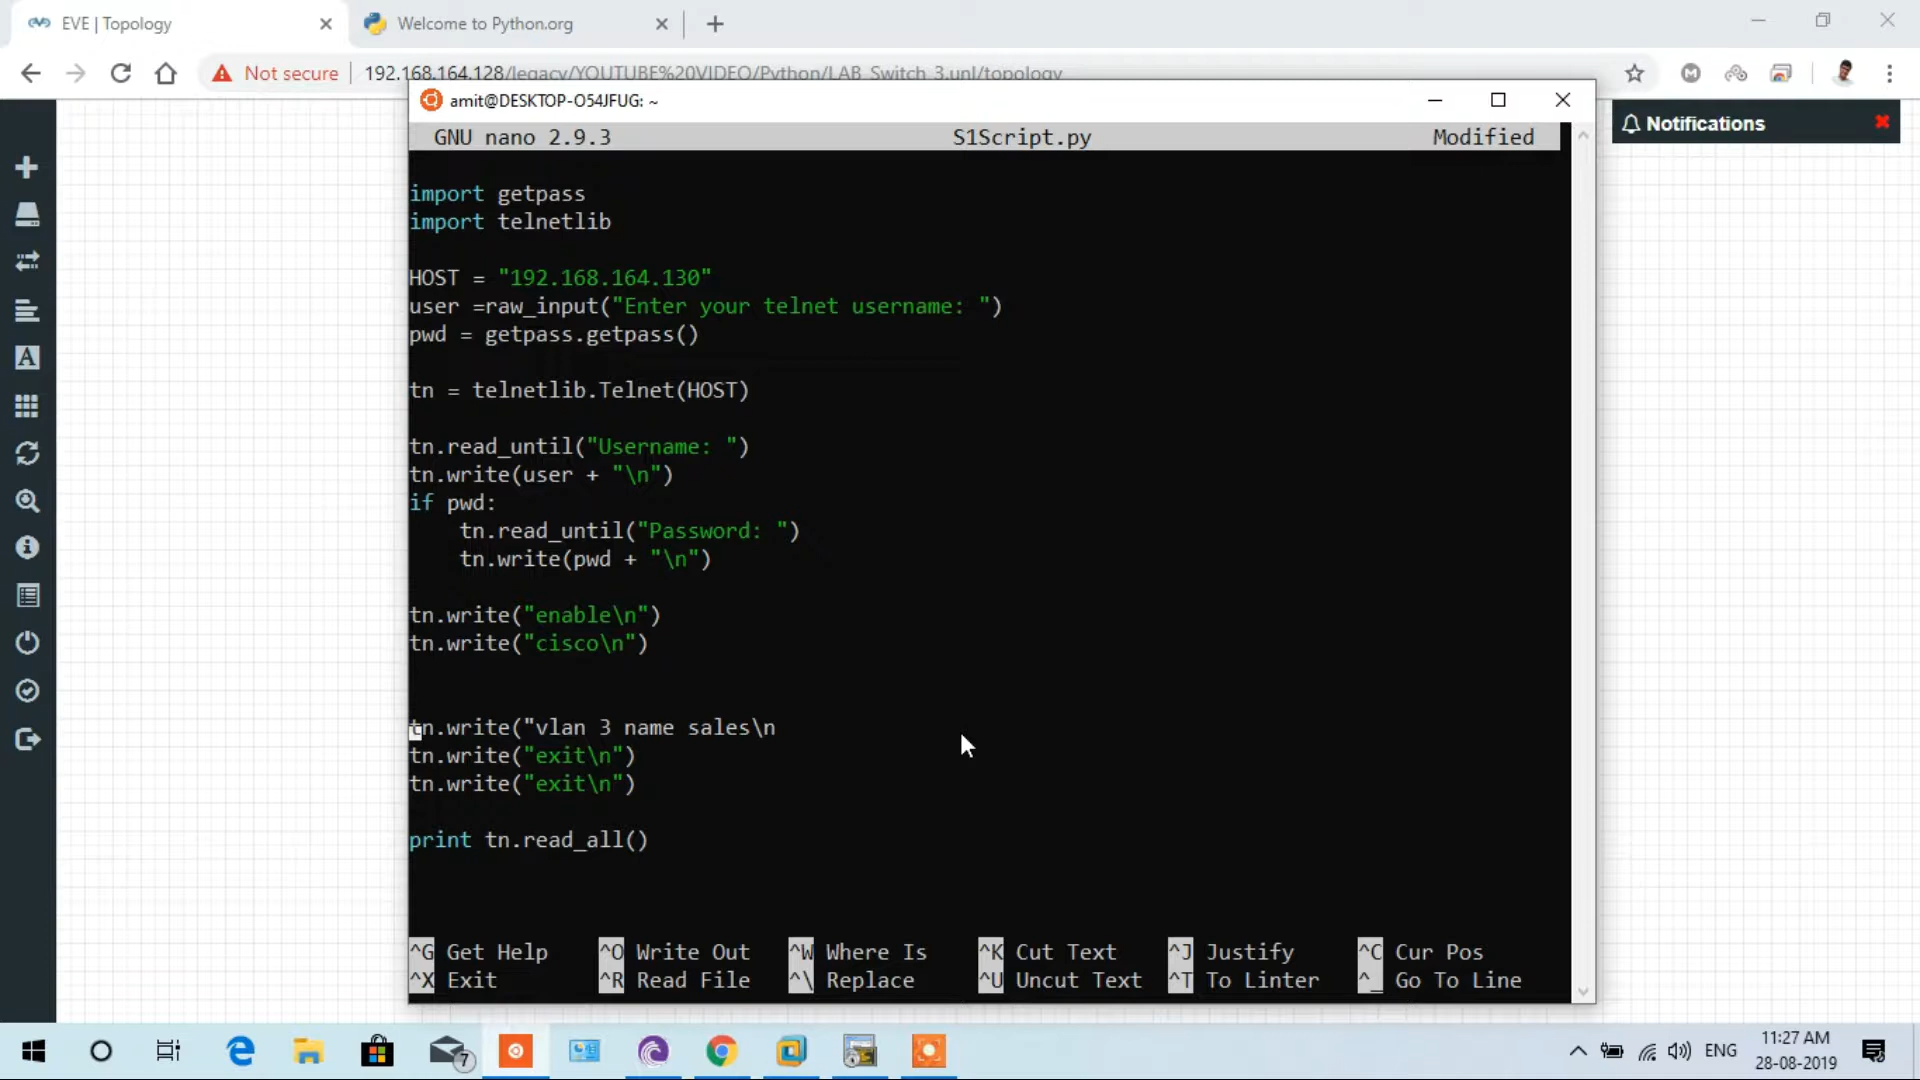 EVE | Topology
Welcome to Python.org
Not secure
192.168.164.128/legacy/YOUTUBE%20VIDEO/Python/LAB_Switch_3.unl/topology
amit@DESKTOP-O54JFUG: ~
GNU nano 2.9.3 S1Script.py Modified
Notifications
import getpass
import telnetlib
HOST = "192.168.164.130"
user =raw_input("Enter your telnet username: ")
pwd = getpass.getpass()
tn = telnetlib.Telnet(HOST)
tn.read_until("Username: ")
tn.write(user + "\n")
if pwd:
    tn.read_until("Password: ")
    tn.write(pwd + "\n")
tn.write("enable\n")
tn.write("cisco\n")
tn.write("vlan 3 name sales\n
tn.write("exit\n")
tn.write("exit\n")
print tn.read_all()
^G Get Help ^O Write Out ^W Where Is ^K Cut Text ^J Justify ^C Cur Pos
^X Exit ^R Read File ^\ Replace ^U Uncut Text ^T To Linter ^_ Go To Line
7
ENG
11:27 AM
28-08-2019